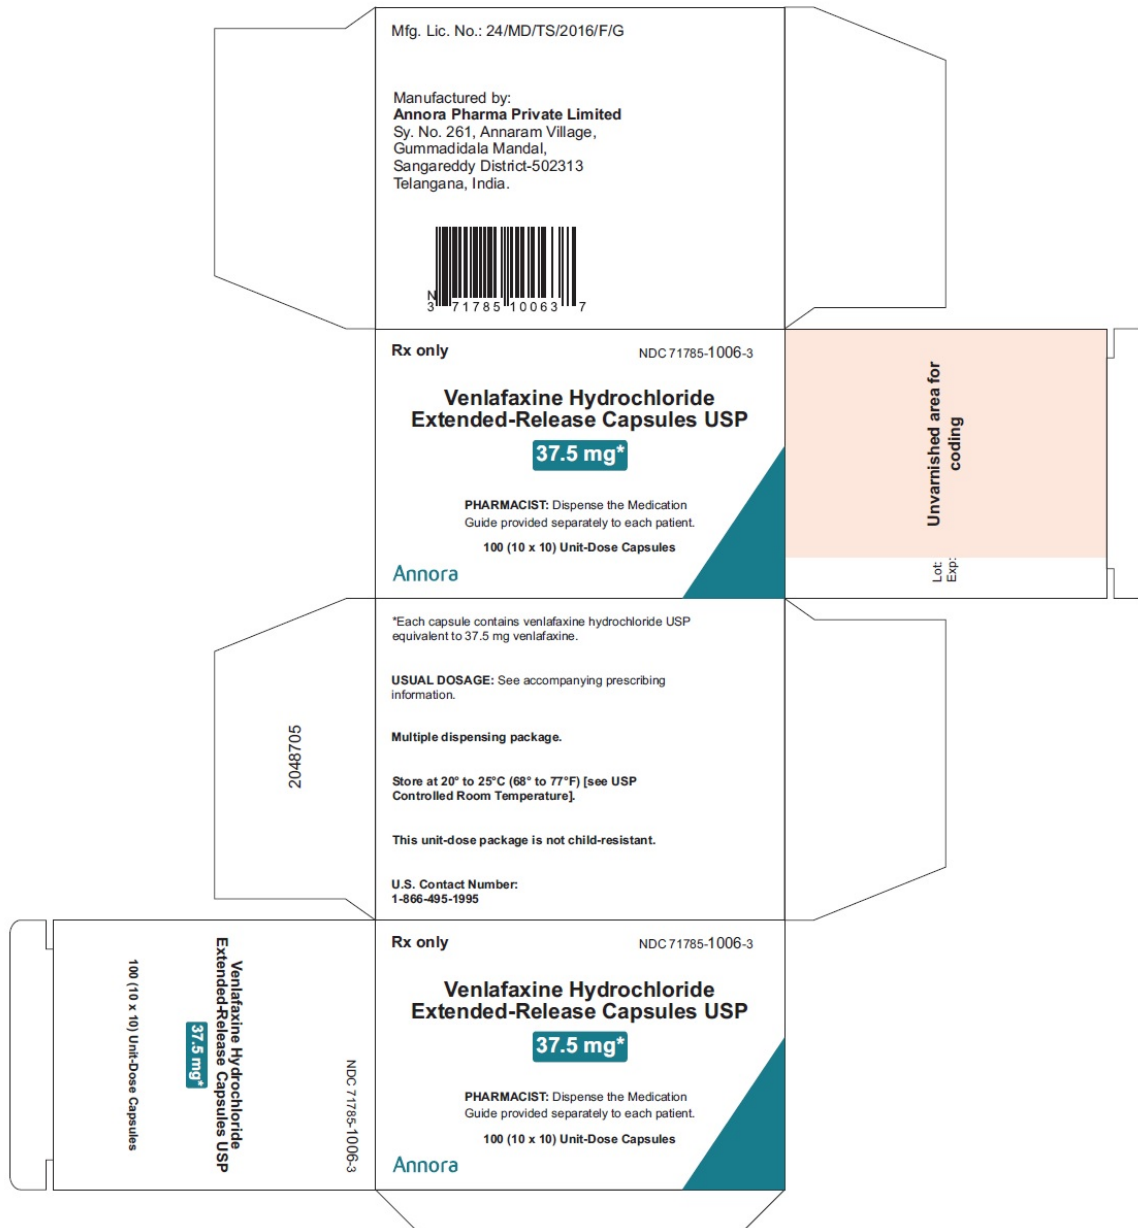 Mfg. Lic. No.: 24/MD/TS/2016/F/G
Manufactured by:
Annora Pharma Private Limited
Sy. No. 261, Annaram Village,
Gummadidala Mandal,
Sangareddy District-502313
Telangana, India.
N
3 71785 10063 7
Rx only
NDC 71785-1006-3
Venlafaxine Hydrochloride
Extended-Release Capsules USP
37.5 mg*
PHARMACIST: Dispense the Medication
Guide provided separately to each patient.
100 (10 x 10) Unit-Dose Capsules
Annora
Unvarnished area for
coding
Lot:
Exp:
*Each capsule contains venlafaxine hydrochloride USP
equivalent to 37.5 mg venlafaxine.
USUAL DOSAGE: See accompanying prescribing
information.
Multiple dispensing package.
Store at 20° to 25°C (68° to 77°F) [see USP
Controlled Room Temperature].
This unit-dose package is not child-resistant.
U.S. Contact Number:
1-866-495-1995
2048705
Rx only
NDC 71785-1006-3
Venlafaxine Hydrochloride
Extended-Release Capsules USP
37.5 mg*
PHARMACIST: Dispense the Medication
Guide provided separately to each patient.
100 (10 x 10) Unit-Dose Capsules
Annora
NDC 71785-1006-3
Venlafaxine Hydrochloride
Extended-Release Capsules USP
37.5 mg*
100 (10 x 10) Unit-Dose Capsules